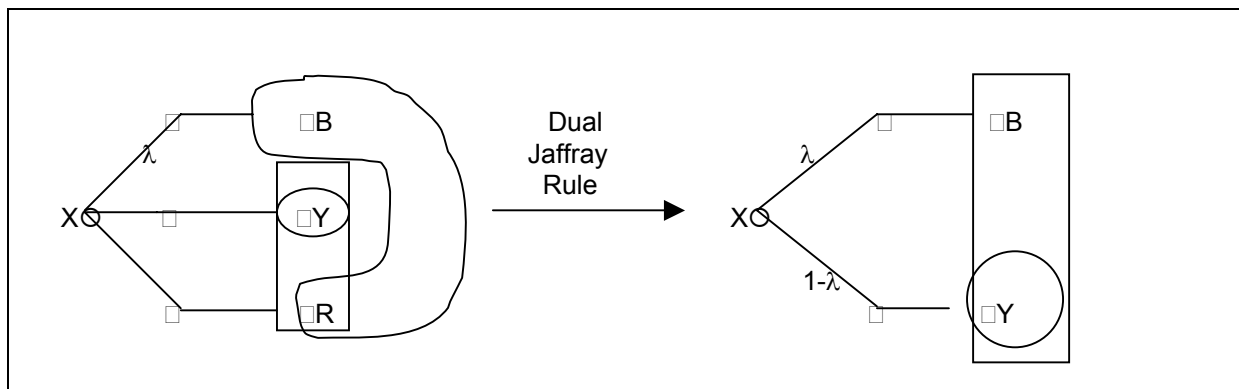 □
□B
λ
X
□
□Y
□
□R
Dual
Jaffray
Rule
□
□B
λ
X
1-λ
□
□Y